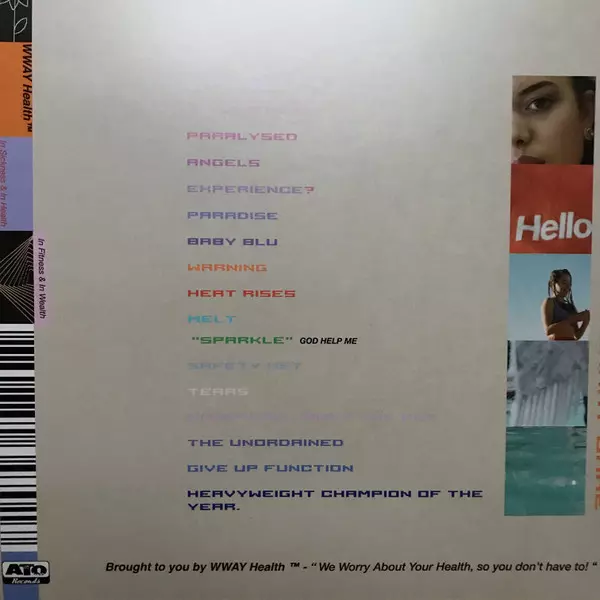 WWAY Health ™
In Sickness & In Health
In Fitness & In Wealth
PARALYSED
ANGELS
EXPERIENCE?
PARADISE
BABY BLU
WARNING
HEAT RISES
MELT
"SPARKLE" GOD HELP ME
SAFETY NET
TEARS
THE UNORDAINED
GIVE UP FUNCTION
HEAVYWEIGHT CHAMPION OF THE
YEAR.
Hello
ATO
Records
Brought to you by WWAY Health ™ - " We Worry About Your Health, so you don't have to! "